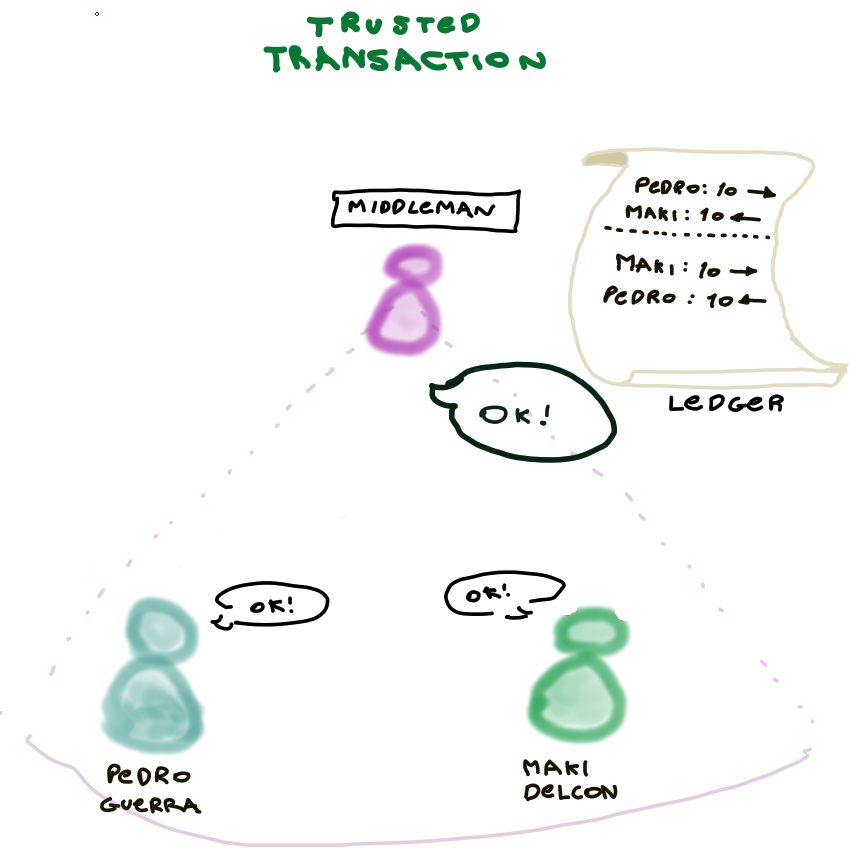 TRUSTED
TRANSACTION
MIDDLEMAN
PEDRO: 10 →
MAKI: 10 ←
MAKI: 10 →
PEDRO: 10 ←
LEDGER
OK!
OK!
OK!
PEDRO
GUERRA
MAKI
DELCON